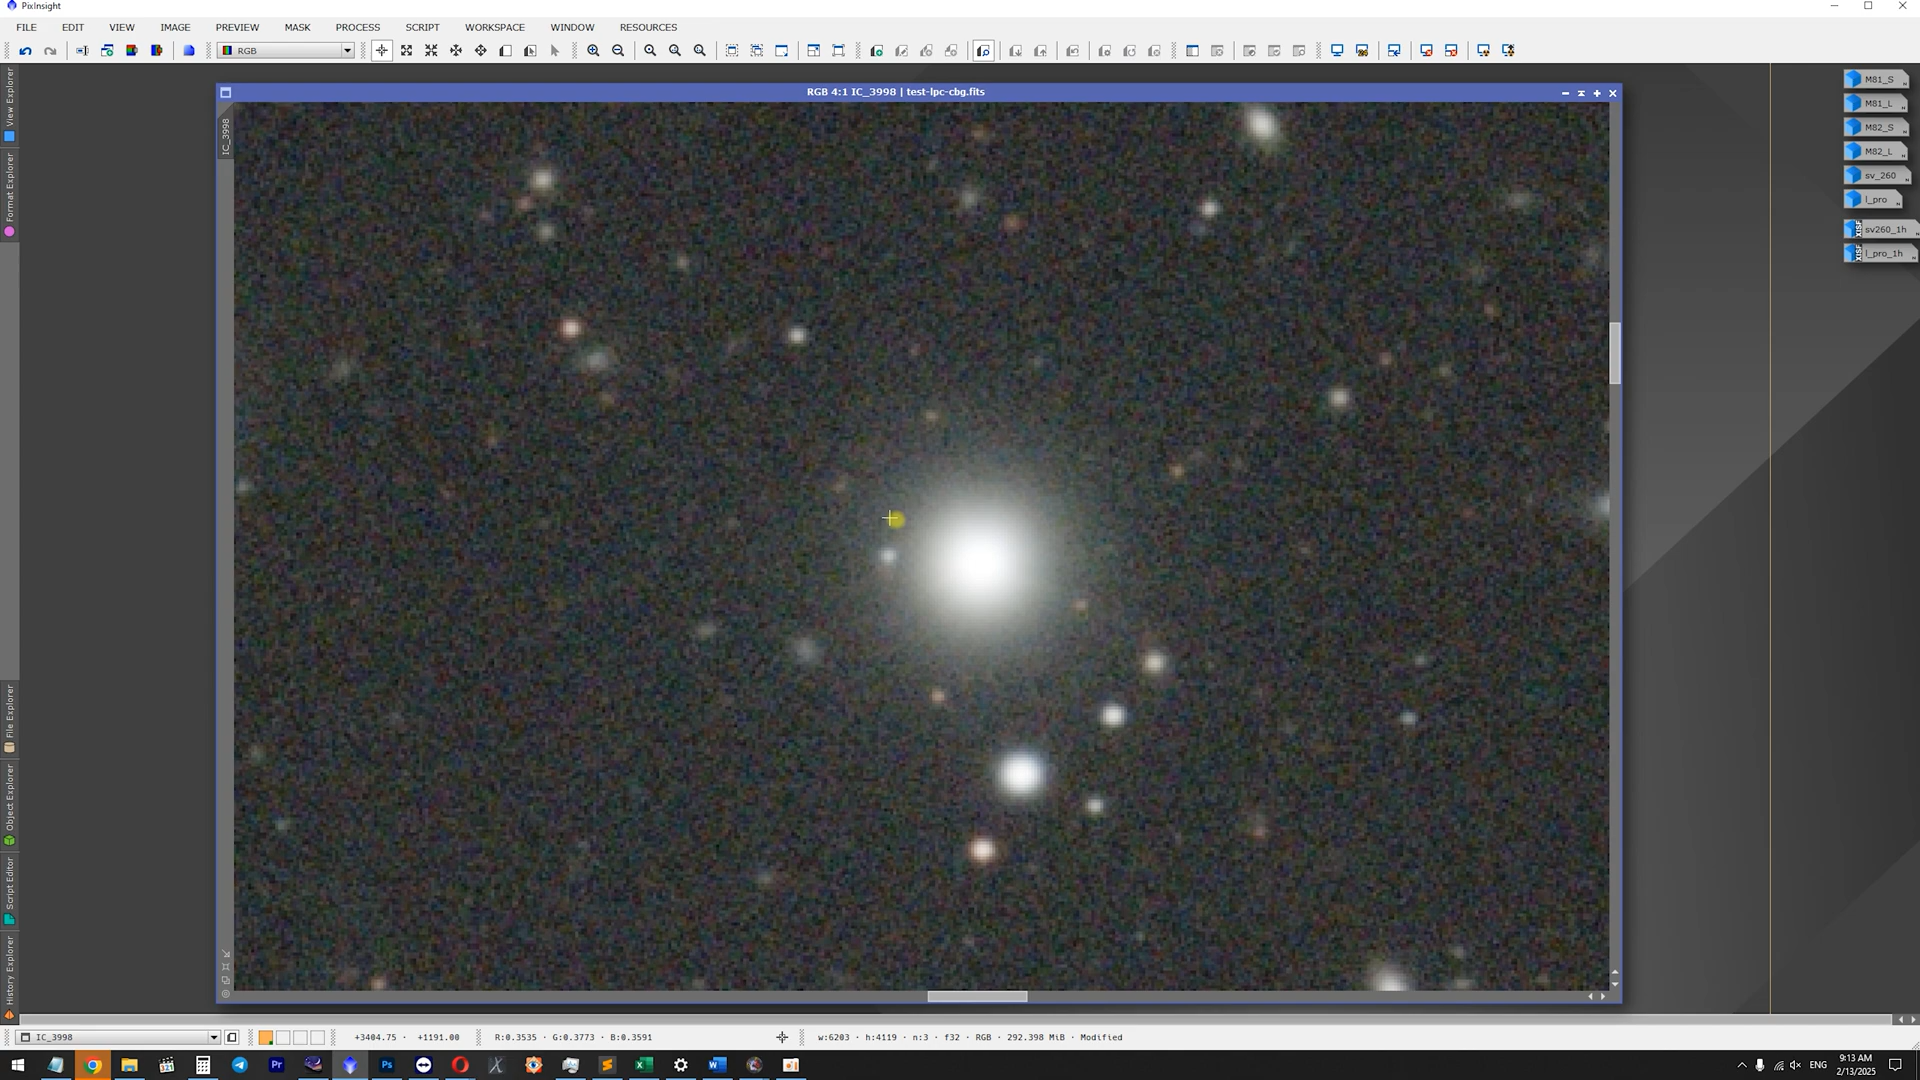 PixInsight
FILE EDIT VIEW IMAGE PREVIEW MASK PROCESS SCRIPT WORKSPACE WINDOW RESOURCES
RGB
RGB 4:1 IC_3998 | test-lpc-cbg.fits
View Explorer
Format Explorer
File Explorer
Object Explorer
Script Editor
History Explorer
IC_3998
M81_S
M81_L
M82_S
M82_L
sv_260
l_pro
sv260_1h
l_pro_1h
IC_3998
+3404.75 · +1191.00
R:0.3535 · G:0.3773 · B:0.3591
w:6203 · h:4119 · n:3 · f32 · RGB · 292.398 MiB · Modified
ENG
9:13 AM
2/13/2025